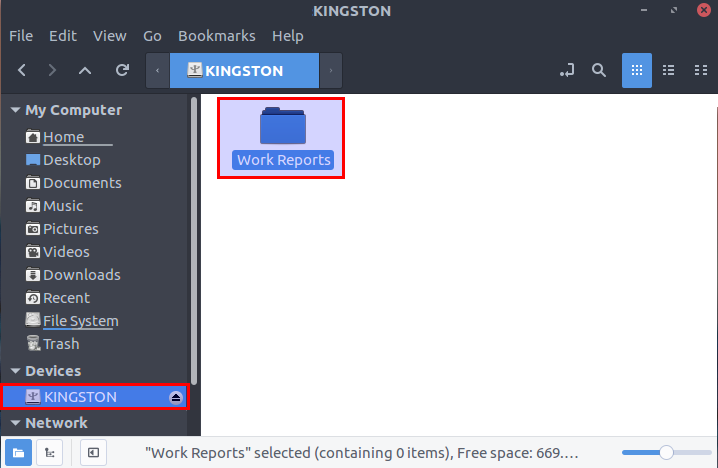 KINGSTON
File Edit View Go Bookmarks Help
KINGSTON
My Computer
Home
Desktop
Documents
Music
Pictures
Videos
Downloads
Recent
File System
Trash
Devices
KINGSTON
Network
Work Reports
"Work Reports" selected (containing 0 items), Free space: 669....